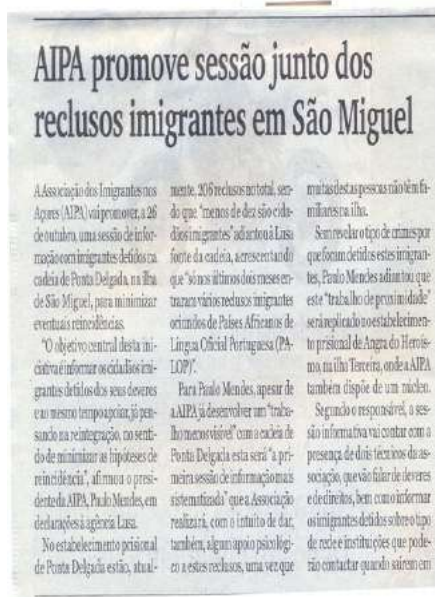 AIPA promove sessão junto dos
reclusos imigrantes em São Miguel
A Associação dos Imigrantes nos
Açores (AIPA) vai promover, a 26
de outubro, uma sessão de infor-
mação com imigrantes detidos na
cadeia de Ponta Delgada, na ilha
de São Miguel, para minimizar
eventuais reincidências.
"O objetivo central desta ini-
ciativa é informar os cidadãos imi-
grantes detidos dos seus deveres
e ao mesmo tempo apoiar, já pen-
sando na reintegração, no senti-
do de minimizar as hipóteses de
reincidência", afirmou o presi-
dente da AIPA, Paulo Mendes, em
declarações à agência Lusa.
No estabelecimento prisional
de Ponta Delgada estão, atual-
mente, 206 reclusos no total, sen-
do que "menos de dez são cida-
dãos imigrantes" adiantou à Lusa
fonte da cadeia, acrescentando
que "só nos últimos dois meses en-
traram vários reclusos imigrantes
oriundos de Países Africanos de
Língua Oficial Portuguesa (PA-
LOP)".
Para Paulo Mendes, apesar de
a AIPA já desenvolver um "traba-
lho menos visível" com a cadeia de
Ponta Delgada esta será "a pri-
meira sessão de informação mais
sistematizada" que a Associação
realizará, com o intuito de dar,
também, algum apoio psicológi-
co a estes reclusos, uma vez que
muitas destas pessoas não têm fa-
miliares na ilha.
Sem revelar o tipo de crimes por
que foram detidos estes imigran-
tes, Paulo Mendes adiantou que
este "trabalho de proximidade"
será replicado no estabelecimen-
to prisional de Angra do Heroís-
mo, na ilha Terceira, onde a AIPA
também dispõe de um núcleo.
Segundo o responsável, a ses-
são informativa vai contar com a
presença de dois técnicos da as-
sociação, que vão falar de deveres
e de direitos, bem como informar
os imigrantes detidos sobre o tipo
de rede e instituições que pode-
rão contactar quando saírem em